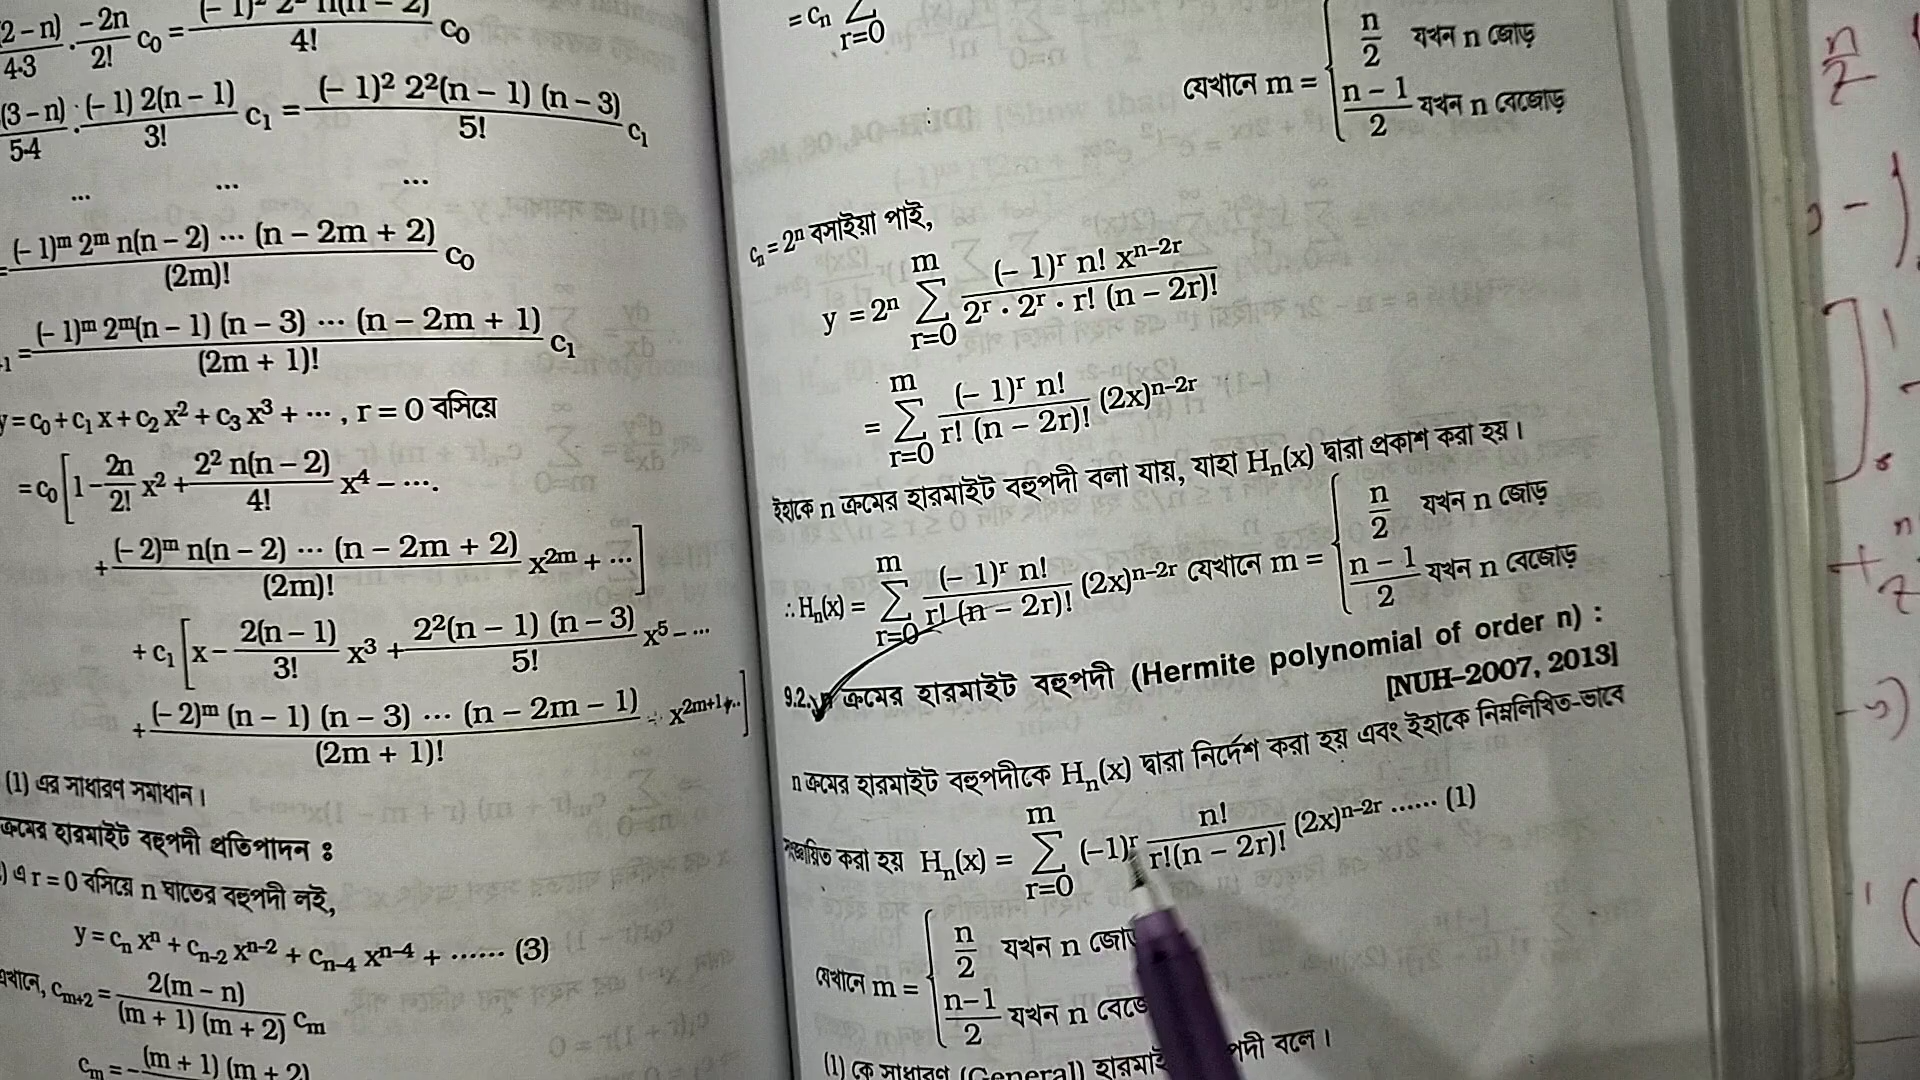 (2−n)/4·3 · −2n/2! c₀ = (−1)² 2² n(n − 2)/4! c₀
(3−n)/5·4 · (−1) 2(n − 1)/3! c₁ = (−1)² 2²(n − 1) (n − 3)/5! c₁
... ... ...
= (−1)ᵐ 2ᵐ n(n − 2) ··· (n − 2m + 2)/(2m)! c₀
= (−1)ᵐ 2ᵐ(n − 1) (n − 3) ··· (n − 2m + 1)/(2m + 1)! c₁
y = c₀ + c₁ x + c₂ x² + c₃ x³ + ··· , r = 0 বসিয়ে
= c₀ [1 − 2n/2! x² + 2² n(n − 2)/4! x⁴ − ···.
+ (− 2)ᵐ n(n − 2) ··· (n − 2m + 2)/(2m)! x²ᵐ + ···]
+ c₁ [x − 2(n − 1)/3! x³ + 2²(n − 1) (n − 3)/5! x⁵ − ···
+ (− 2)ᵐ (n − 1) (n − 3) ··· (n − 2m − 1)/(2m + 1)! x²ᵐ⁺¹+..]
(1) এর সাধারণ সমাধান।
ক্রমের হারমাইট বহুপদী প্রতিপাদন ঃ
) এ r = 0 বসিয়ে n ঘাতের বহুপদী লই,
y = cₙ xⁿ + cₙ₋₂ xⁿ⁻² + cₙ₋₄ xⁿ⁻⁴ + ...... (3)
এখানে, cₘ₊₂ = 2(m − n)/(m + 1) (m + 2) cₘ
cₘ = − (m + 1) (m + 2)
= cₙ ∑ r=0
যেখানে m = { n/2 যখন n জোড়
n − 1/2 যখন n বেজোড়
cₙ = 2ⁿ বসাইয়া পাই,
y = 2ⁿ ∑ᵐ r=0 (− 1)ʳ n! xⁿ⁻²ʳ/2ʳ · 2ʳ · r! (n − 2r)!
= ∑ᵐ r=0 (− 1)ʳ n!/r! (n − 2r)! (2x)ⁿ⁻²ʳ
ইহাকে n ক্রমের হারমাইট বহুপদী বলা যায়, যাহা Hₙ(x) দ্বারা প্রকাশ করা হয়।
∴ Hₙ(x) = ∑ᵐ r=0 (− 1)ʳ n!/r! (n − 2r)! (2x)ⁿ⁻²ʳ যেখানে m = { n/2 যখন n জোড়
n − 1/2 যখন n বেজোড়
9.2. n ক্রমের হারমাইট বহুপদী (Hermite polynomial of order n) :
[NUH–2007, 2013]
n ক্রমের হারমাইট বহুপদীকে Hₙ(x) দ্বারা নির্দেশ করা হয় এবং ইহাকে নিম্নলিখিত-ভাবে
সংজ্ঞায়িত করা হয় Hₙ(x) = ∑ᵐ r=0 (−1)ʳ n!/r!(n − 2r)! (2x)ⁿ⁻²ʳ ...... (1)
যেখানে m = { n/2 যখন n জোড়
n−1/2 যখন n বেজো
(1) কে সাধারণ (General) হারমাই পদী বলে।